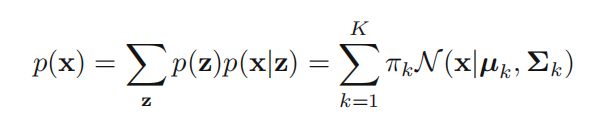 p(𝐱) = ∑_𝐳 p(𝐳)p(𝐱|𝐳) = ∑_{k=1}^{K} π_k 𝒩(𝐱|𝛍_k, 𝚺_k)